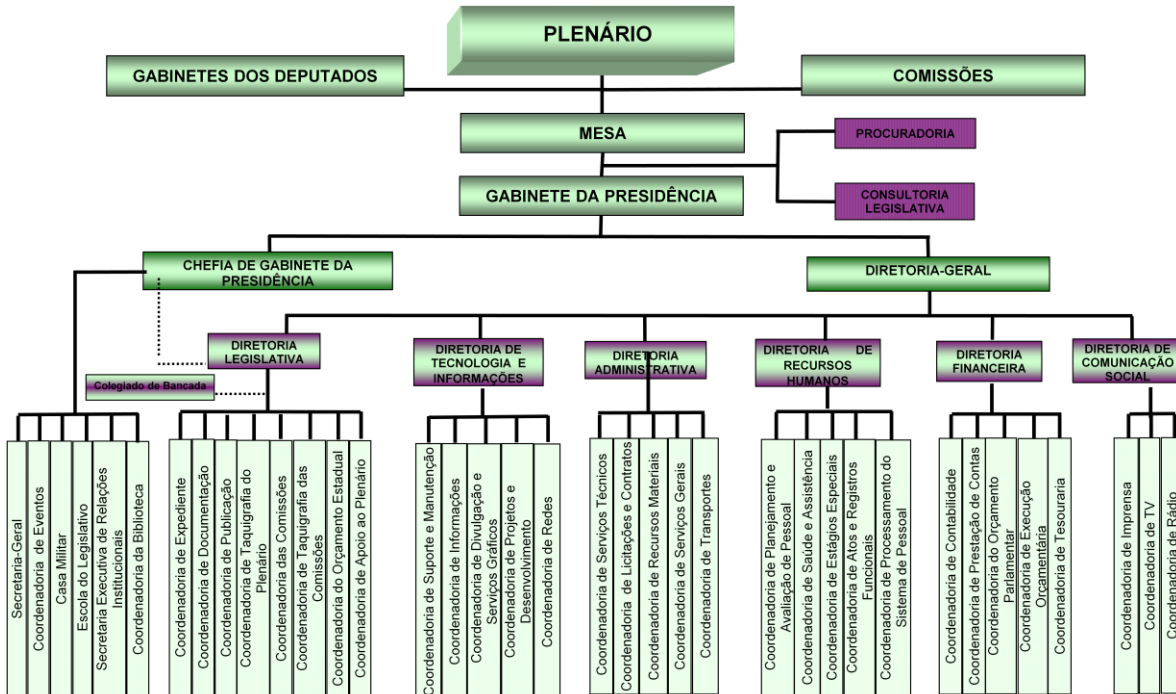 PLENÁRIO
GABINETES DOS DEPUTADOS
COMISSÕES
MESA
PROCURADORIA
GABINETE DA PRESIDÊNCIA
CONSULTORIA
LEGISLATIVA
CHEFIA DE GABINETE DA
PRESIDÊNCIA
DIRETORIA-GERAL
DIRETORIA
LEGISLATIVA
DIRETORIA DE
TECNOLOGIA E
INFORMAÇÕES
DIRETORIA
ADMINISTRATIVA
DIRETORIA DE
RECURSOS
HUMANOS
DIRETORIA
FINANCEIRA
DIRETORIA DE
COMUNICAÇÃO
SOCIAL
Colegiado de Bancada
Secretaria-Geral
Coordenadoria de Eventos
Casa Militar
Escola do Legislativo
Secretaria Executiva de Relações
Institucionais
Coordenadoria da Biblioteca
Coordenadoria de Expediente
Coordenadoria de Documentação
Coordenadoria de Publicação
Coordenadoria de Taquigrafia do
Plenário
Coordenadoria das Comissões
Coordenadoria de Taquigrafia das
Comissões
Coordenadoria do Orçamento Estadual
Coordenadoria de Apoio ao Plenário
Coordenadoria de Suporte e Manutenção
Coordenadoria de Informações
Coordenadoria de Divulgação e
Serviços Gráficos
Coordenadoria de Projetos e
Desenvolvimento
Coordenadoria de Redes
Coordenadoria de Serviços Técnicos
Coordenadoria de Licitações e Contratos
Coordenadoria de Recursos Materiais
Coordenadoria de Serviços Gerais
Coordenadoria de Transportes
Coordenadoria de Planejamento e
Avaliação de Pessoal
Coordenadoria de Saúde e Assistência
Coordenadoria de Estágios Especiais
Coordenadoria de Atos e Registros
Funcionais
Coordenadoria de Processamento do
Sistema de Pessoal
Coordenadoria de Contabilidade
Coordenadoria de Prestação de Contas
Coordenadoria do Orçamento
Parlamentar
Coordenadoria de Execução
Orçamentária
Coordenadoria de Tesouraria
Coordenadoria de Imprensa
Coordenadoria de TV
Coordenadoria de Rádio